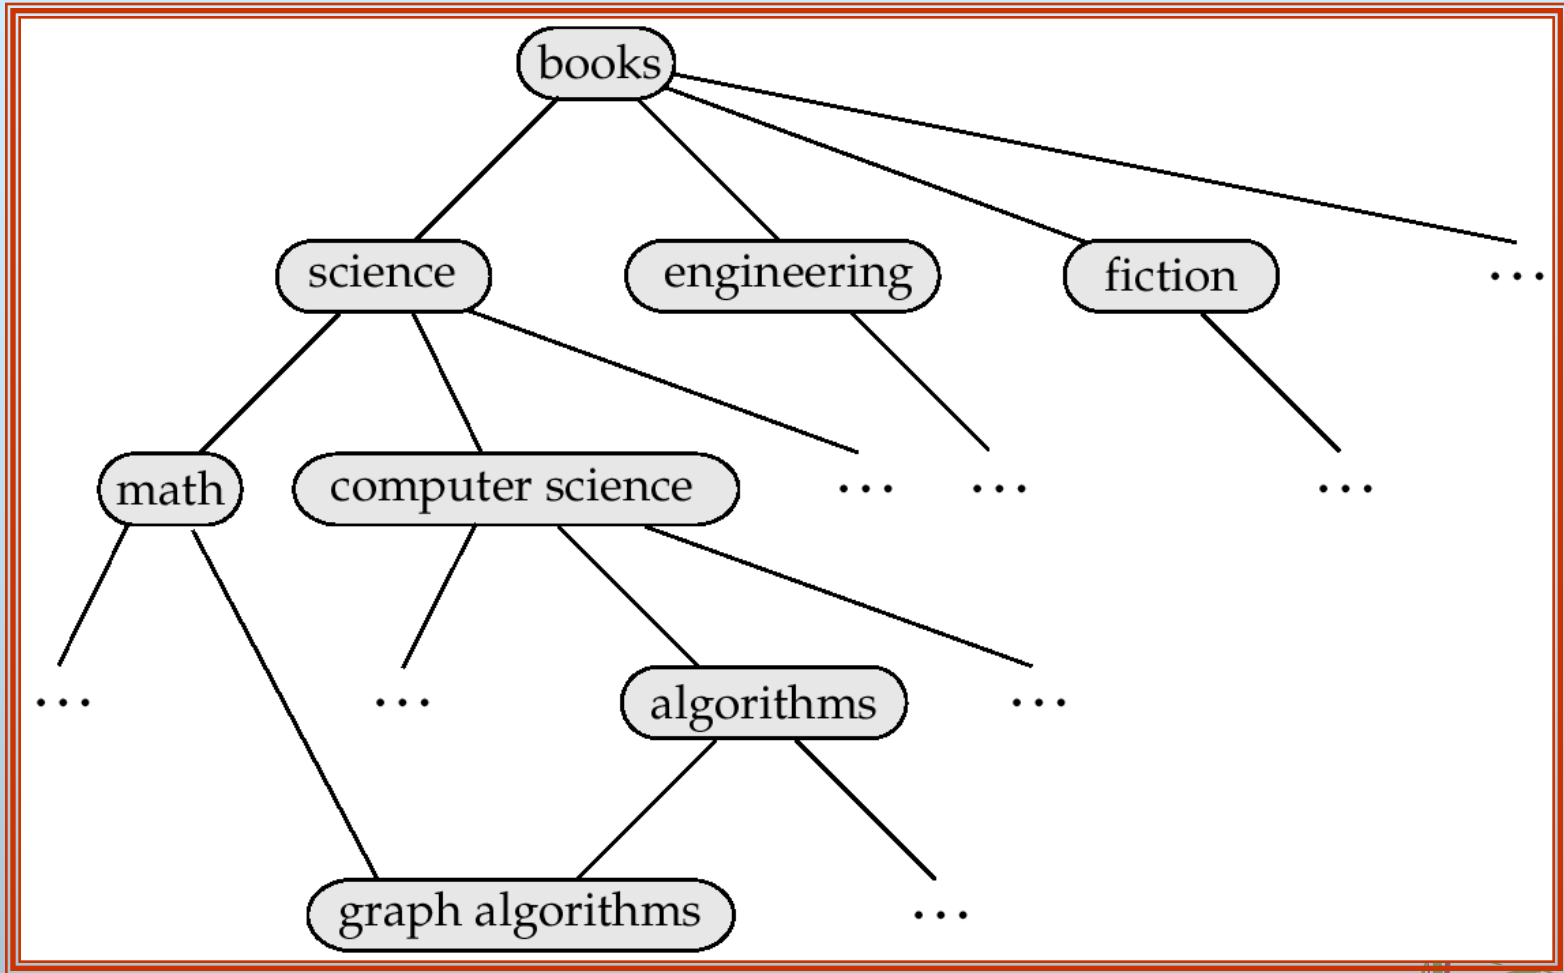 books
science
engineering
fiction
...
math
computer science
...
...
...
...
...
algorithms
...
graph algorithms
...